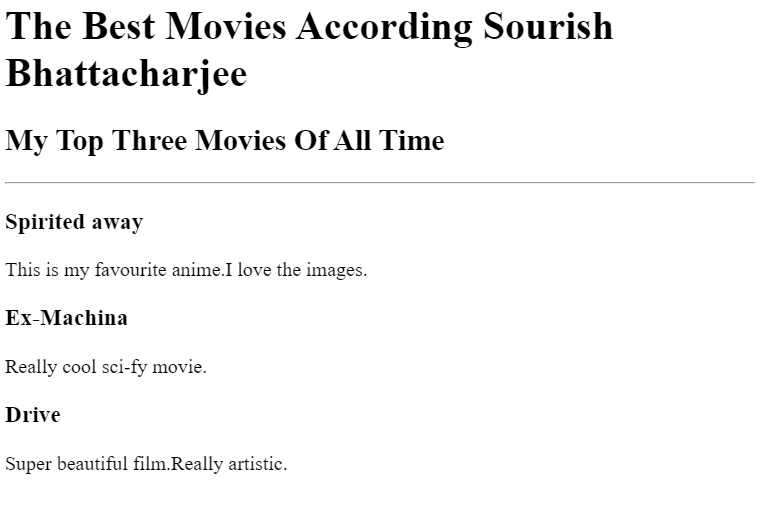 The Best Movies According Sourish
Bhattacharjee
My Top Three Movies Of All Time
Spirited away
This is my favourite anime.I love the images.
Ex-Machina
Really cool sci-fy movie.
Drive
Super beautiful film.Really artistic.